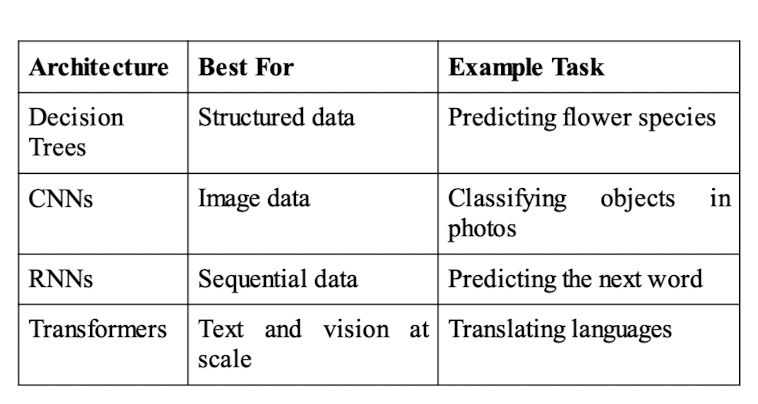 Architecture Best For Example Task
Decision Structured data Predicting flower species
Trees
CNNs Image data Classifying objects in
photos
RNNs Sequential data Predicting the next word
Transformers Text and vision at Translating languages
scale